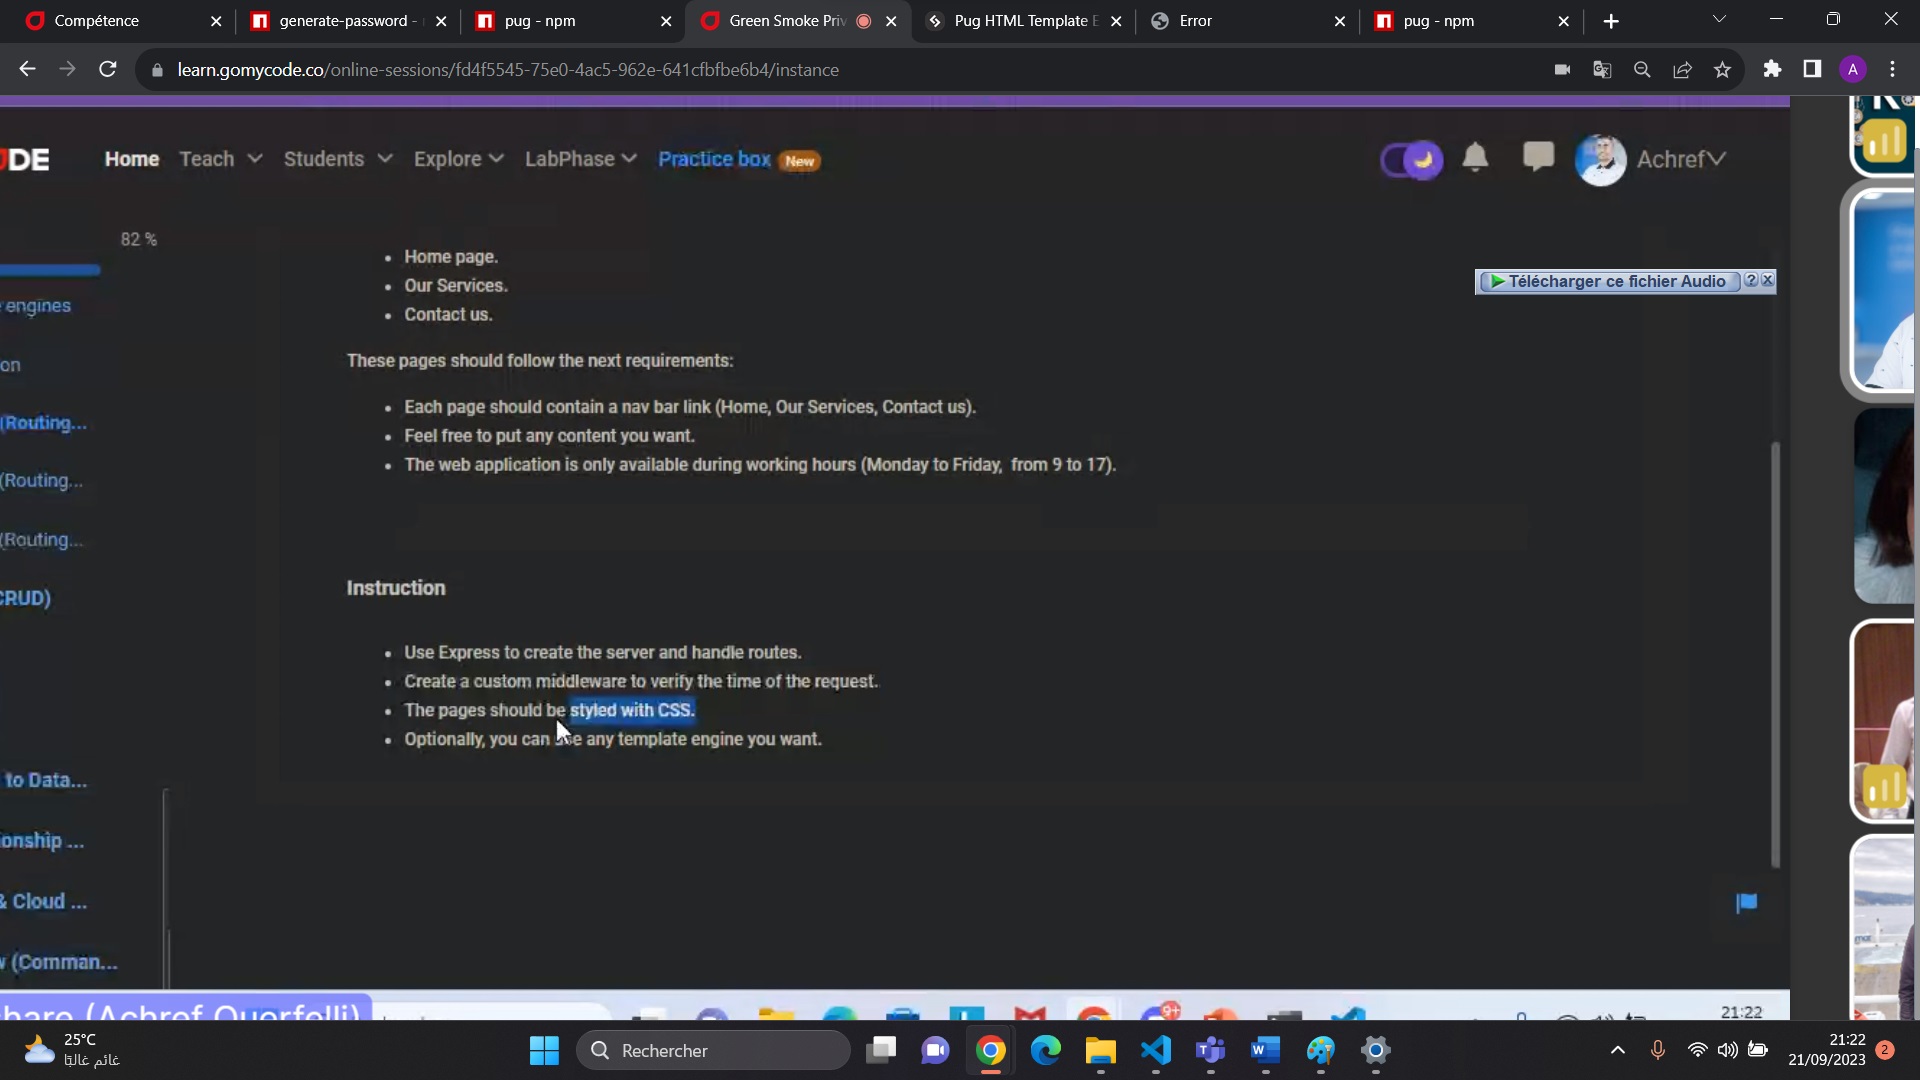 Compétence
generate-password -
pug - npm
Green Smoke Priv
Pug HTML Template E
Error
pug - npm
learn.gomycode.co/online-sessions/fd4f5545-75e0-4ac5-962e-641cfbfbe6b4/instance
A
DE
Home
Teach
Students
Explore
LabPhase
Practice box
New
Achref
82 %
Home page.
Our Services.
Contact us.
Télécharger ce fichier Audio
?
engines
on
These pages should follow the next requirements:
Each page should contain a nav bar link (Home, Our Services, Contact us).
Feel free to put any content you want.
The web application is only available during working hours (Monday to Friday, from 9 to 17).
(Routing...
(Routing...
(Routing...
CRUD)
Instruction
Use Express to create the server and handle routes.
Create a custom middleware to verify the time of the request.
The pages should be styled with CSS.
Optionally, you can use any template engine you want.
to Data...
onship ...
& Cloud ...
(Comman...
hare (Achref Ouerfelli)
9+
21:22
25°C
غائم غالبًا
Rechercher
21:22
21/09/2023
2